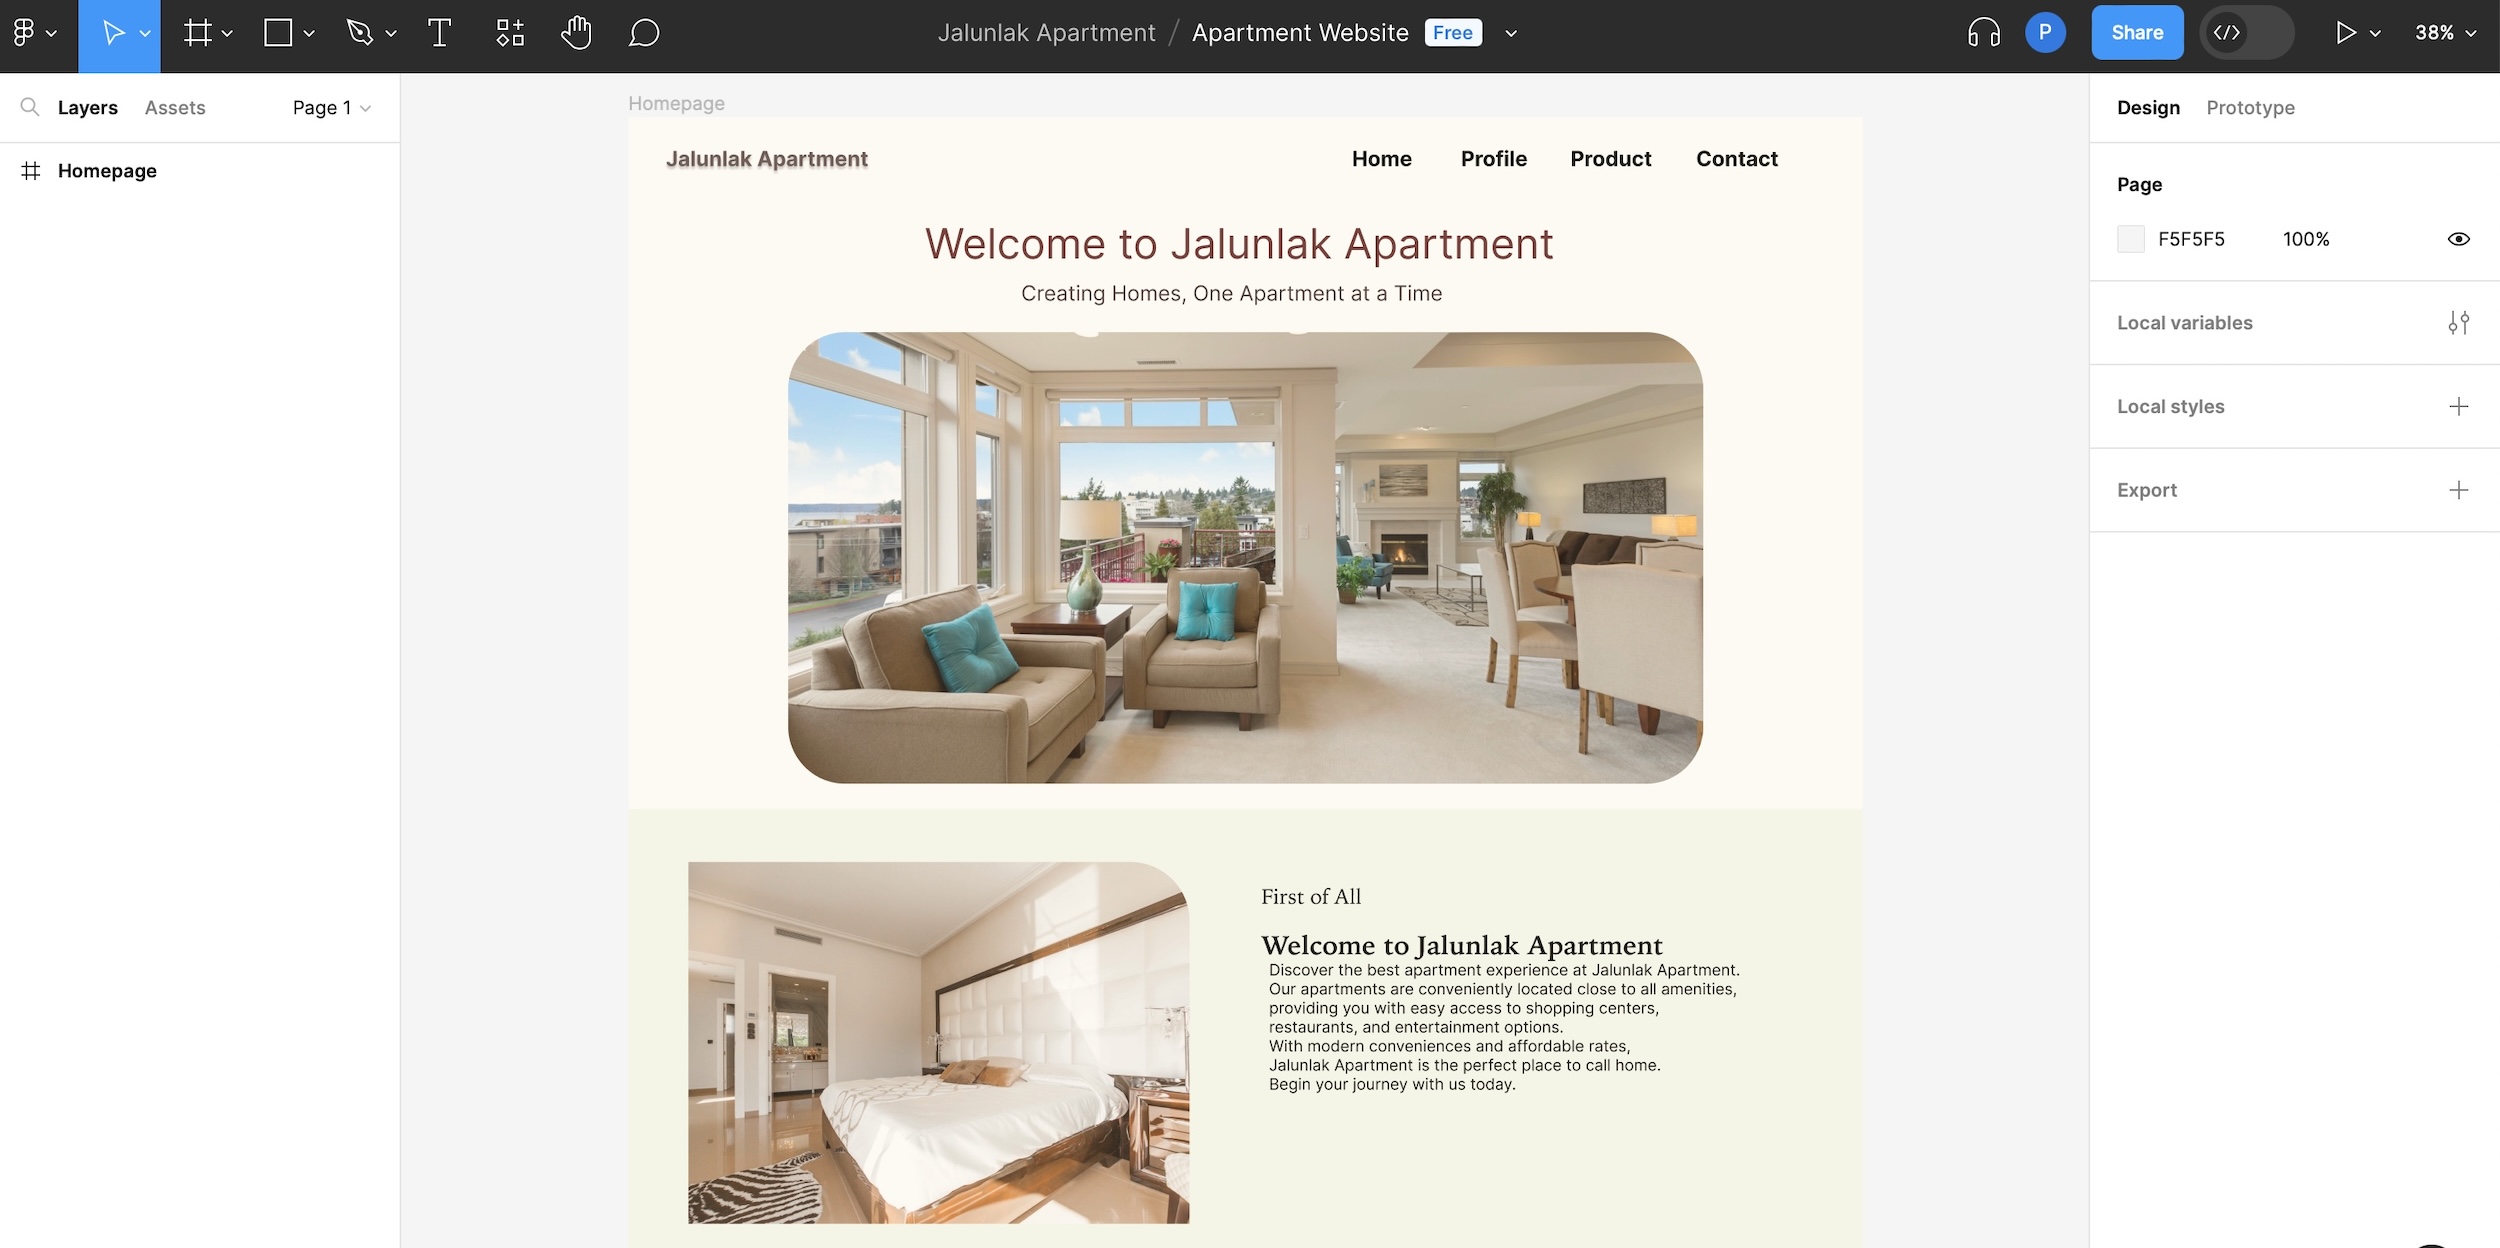 Jalunlak Apartment / Apartment Website Free
P
Share
38%
Layers Assets Page 1
Homepage
Homepage
Jalunlak Apartment
Home Profile Product Contact
Welcome to Jalunlak Apartment
Creating Homes, One Apartment at a Time
First of All
Welcome to Jalunlak Apartment
Discover the best apartment experience at Jalunlak Apartment.
Our apartments are conveniently located close to all amenities,
providing you with easy access to shopping centers,
restaurants, and entertainment options.
With modern conveniences and affordable rates,
Jalunlak Apartment is the perfect place to call home.
Begin your journey with us today.
Design Prototype
Page
F5F5F5 100%
Local variables
Local styles
Export